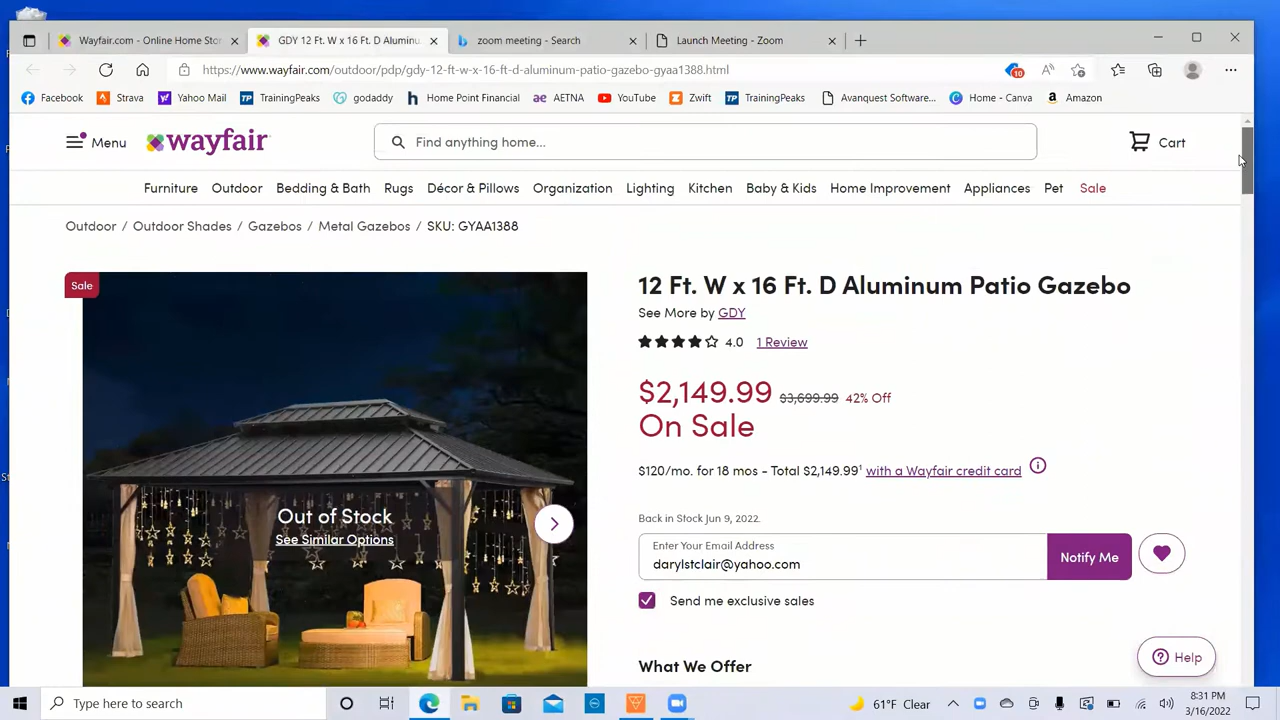 Wayfair.com - Online Home Stor
GDY 12 Ft. W x 16 Ft. D Aluminu
zoom meeting - Search
Launch Meeting - Zoom
https://www.wayfair.com/outdoor/pdp/gdy-12-ft-w-x-16-ft-d-aluminum-patio-gazebo-gyaa1388.html
10
Facebook
Strava
Yahoo Mail
TrainingPeaks
godaddy
Home Point Financial
AETNA
YouTube
Zwift
TrainingPeaks
Avanquest Software...
Home - Canva
Amazon
Menu
wayfair
Find anything home...
Cart
Furniture
Outdoor
Bedding & Bath
Rugs
Décor & Pillows
Organization
Lighting
Kitchen
Baby & Kids
Home Improvement
Appliances
Pet
Sale
Outdoor / Outdoor Shades / Gazebos / Metal Gazebos / SKU: GYAA1388
Sale
Out of Stock
See Similar Options
12 Ft. W x 16 Ft. D Aluminum Patio Gazebo
See More by GDY
4.0 1 Review
$2,149.99 $3,699.99 42% Off
On Sale
$120/mo. for 18 mos - Total $2,149.99¹ with a Wayfair credit card
Back in Stock Jun 9, 2022.
Enter Your Email Address
darylstclair@yahoo.com
Notify Me
Send me exclusive sales
What We Offer
Help
Type here to search
61°F Clear
8:31 PM
3/16/2022